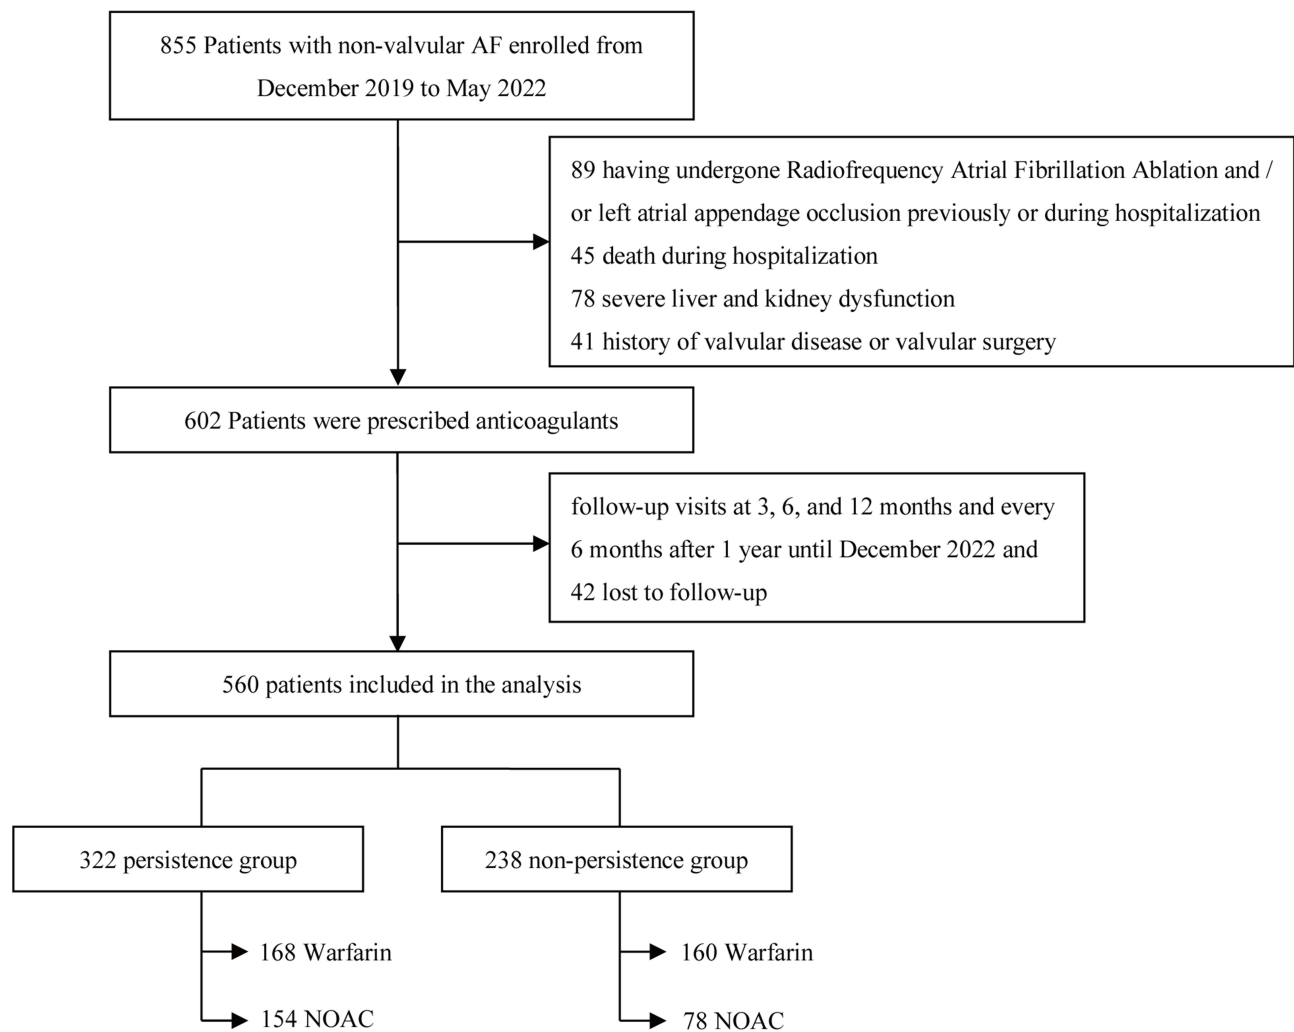 855 Patients with non-valvular AF enrolled from
December 2019 to May 2022
89 having undergone Radiofrequency Atrial Fibrillation Ablation and /
or left atrial appendage occlusion previously or during hospitalization
45 death during hospitalization
78 severe liver and kidney dysfunction
41 history of valvular disease or valvular surgery
602 Patients were prescribed anticoagulants
follow-up visits at 3, 6, and 12 months and every
6 months after 1 year until December 2022 and
42 lost to follow-up
560 patients included in the analysis
322 persistence group
238 non-persistence group
168 Warfarin
160 Warfarin
154 NOAC
78 NOAC